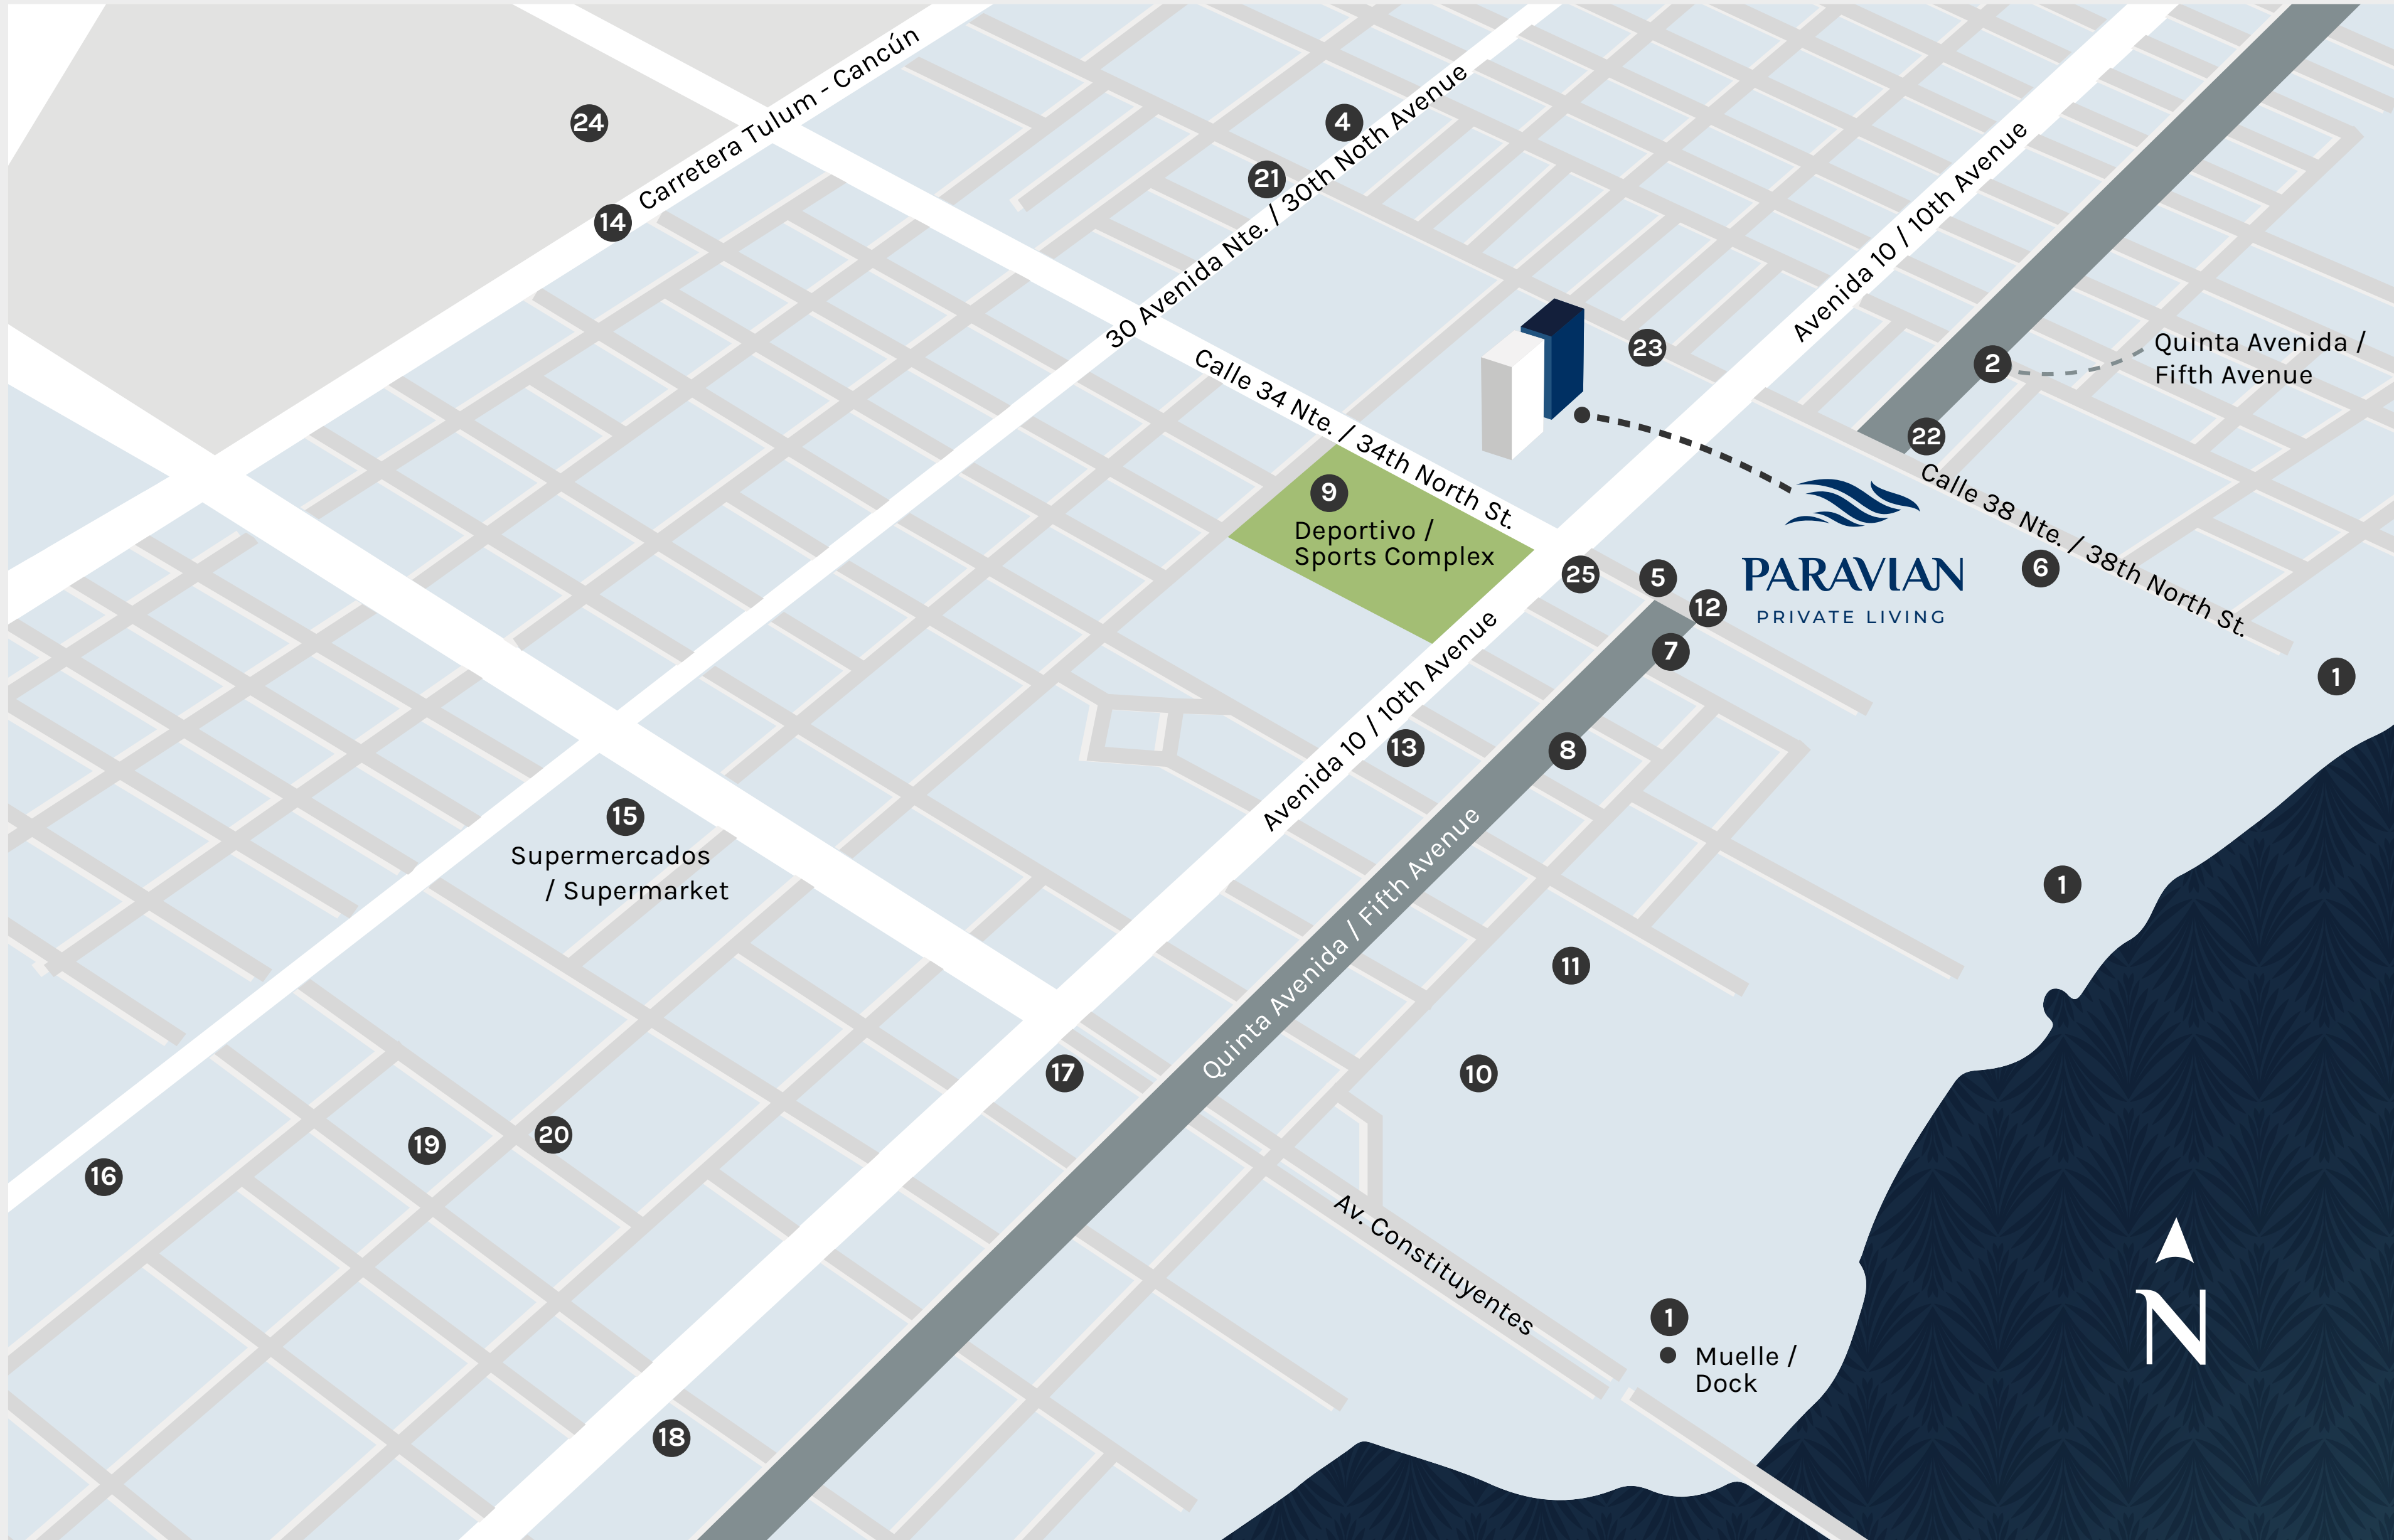 Carretera Tulum - Cancún
24
4
14
21
30 Avenida Nte. / 30th Noth Avenue
Avenida 10 / 10th Avenue
23
2
Quinta Avenida /
Fifth Avenue
Calle 34 Nte. / 34th North St.
22
Calle 38 Nte. / 38th North St.
9
Deportivo /
Sports Complex
25
5
12
7
PARAVIAN
PRIVATE LIVING
6
1
Avenida 10 / 10th Avenue
13
8
15
Supermercados
/ Supermarket
Quinta Avenida / Fifth Avenue
1
11
17
10
20
19
16
Av. Constituyentes
1
Muelle /
Dock
18
N